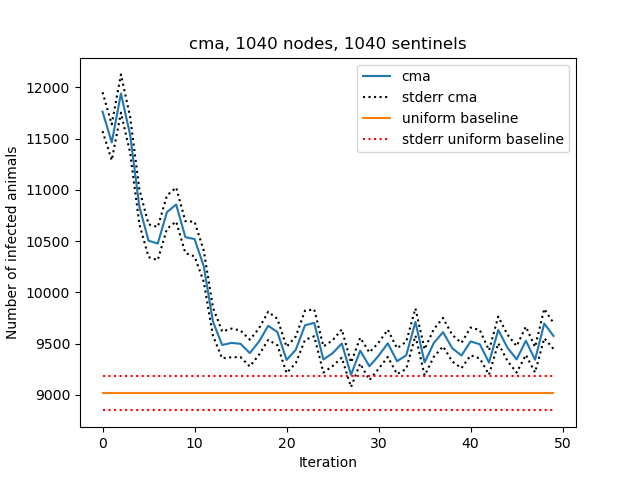 cma, 1040 nodes, 1040 sentinels
cma
stderr cma
uniform baseline
stderr uniform baseline
Number of infected animals
12000
11500
11000
10500
10000
9500
9000
0 10 20 30 40 50
Iteration